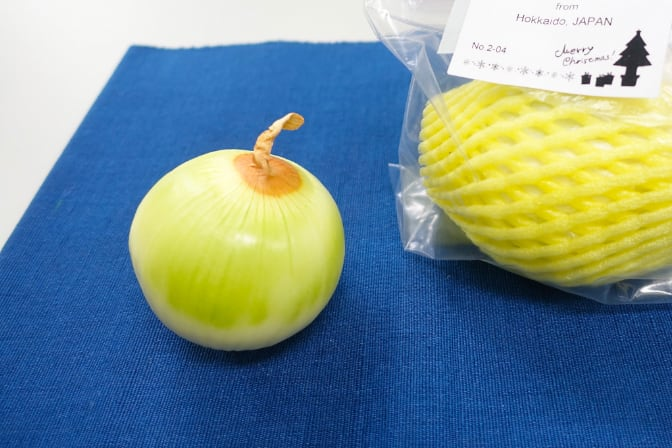 from
Hokkaido, JAPAN
No.2-04
Merry
Christmas!